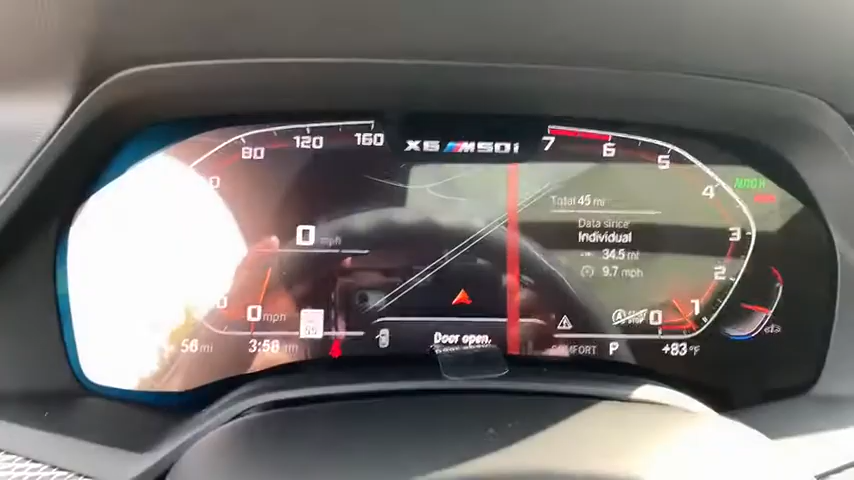 80 120 160
X6 M50i
7 6 5 4 3 2 1 0
Total 45 mi
Data since
Individual
34.5 mi
9.7 mph
0 mph
0 mph
55
56 mi
3:58
Door open.
COMFORT
P
+83 °F